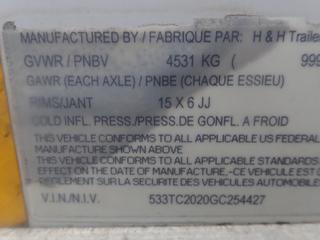 MANUFACTURED BY / FABRIQUE PAR: H & H Trailer
GVWR / PNBV 4531 KG ( 999
GAWR (EACH AXLE) / PNBE (CHAQUE ESSIEU)
RIMS/JANT 15 X 6 JJ
COLD INFL. PRESS./PRESS.DE GONFL. A FROID
THIS VEHICLE CONFORMS TO ALL APPLICABLE US FEDERAL
MANUFACTURE SHOWN ABOVE
THIS VEHICLE CONFORMS TO ALL APPLICABLE STANDARDS
EFFECT ON THE DATE OF MANUFACTURE, -CE VEHICULE EST
REGLEMENT SUR LA SECURITE DES VEHICULES AUTOMOBILES
V.I.N./N.I.V. 533TC2020GC254427